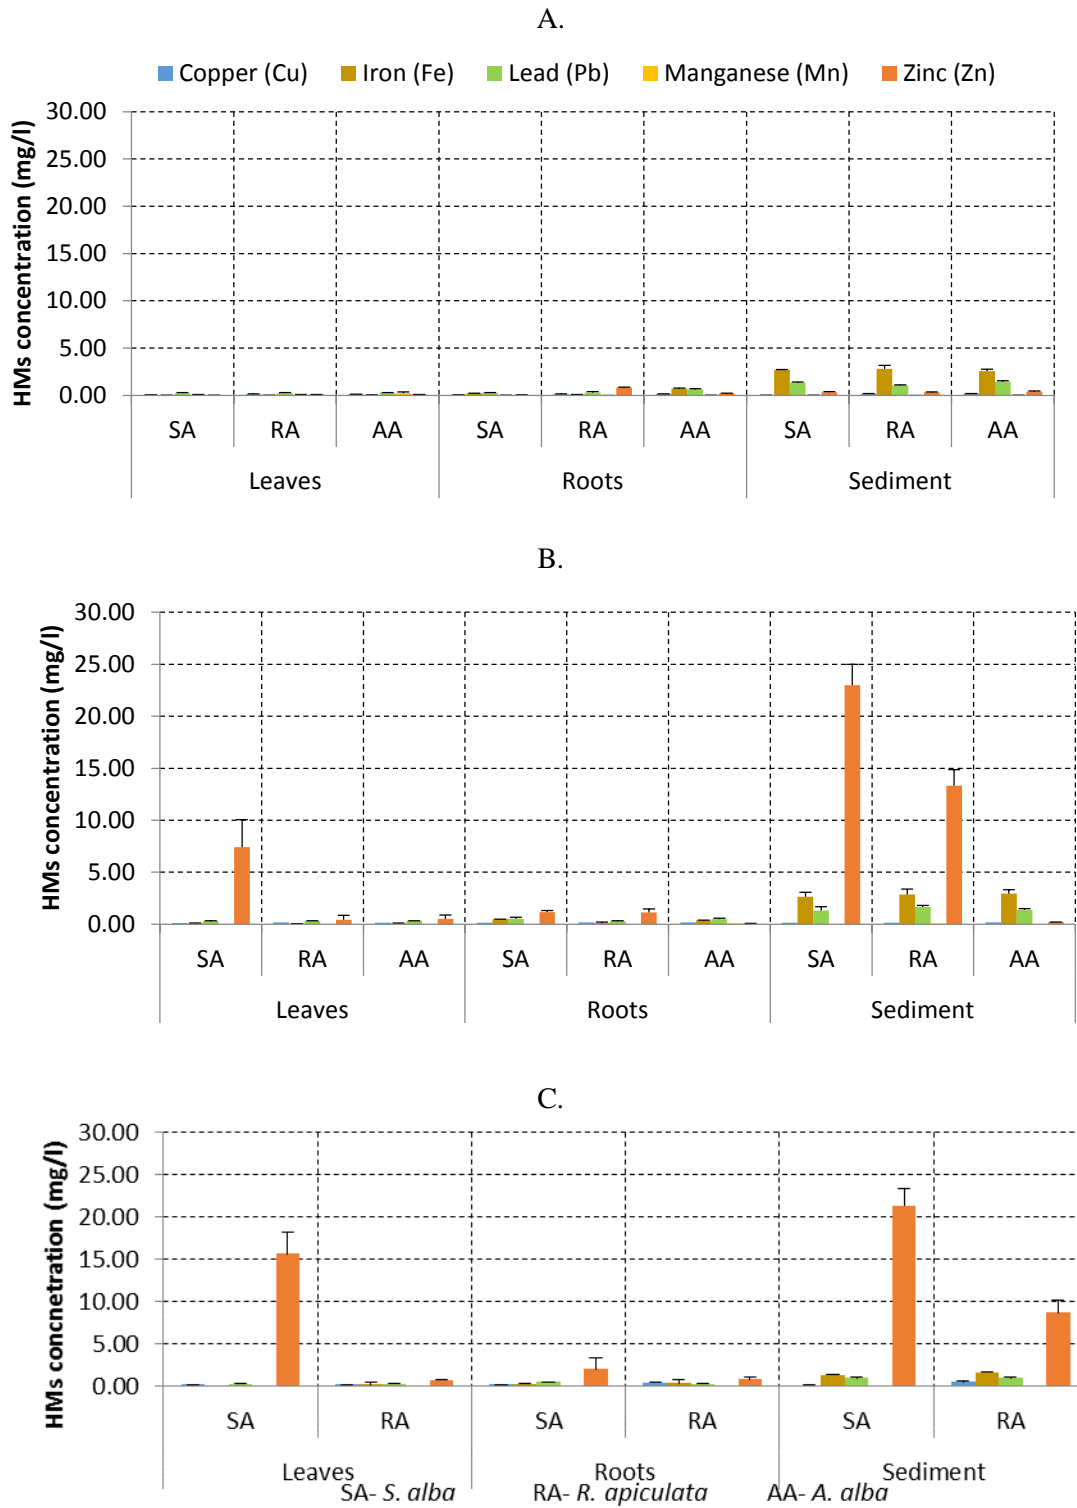 A.
Copper (Cu) Iron (Fe) Lead (Pb) Manganese (Mn) Zinc (Zn)
HMs concentration (mg/l)
30.00
25.00
20.00
15.00
10.00
5.00
0.00
SA RA AA SA RA AA SA RA AA
Leaves Roots Sediment
B.
HMs concentration (mg/l)
30.00
25.00
20.00
15.00
10.00
5.00
0.00
SA RA AA SA RA AA SA RA AA
Leaves Roots Sediment
C.
HMs concnetration (mg/l)
30.00
25.00
20.00
15.00
10.00
5.00
0.00
SA RA SA RA SA RA
Leaves Roots Sediment
SA- S. alba RA- R. apiculata AA- A. alba